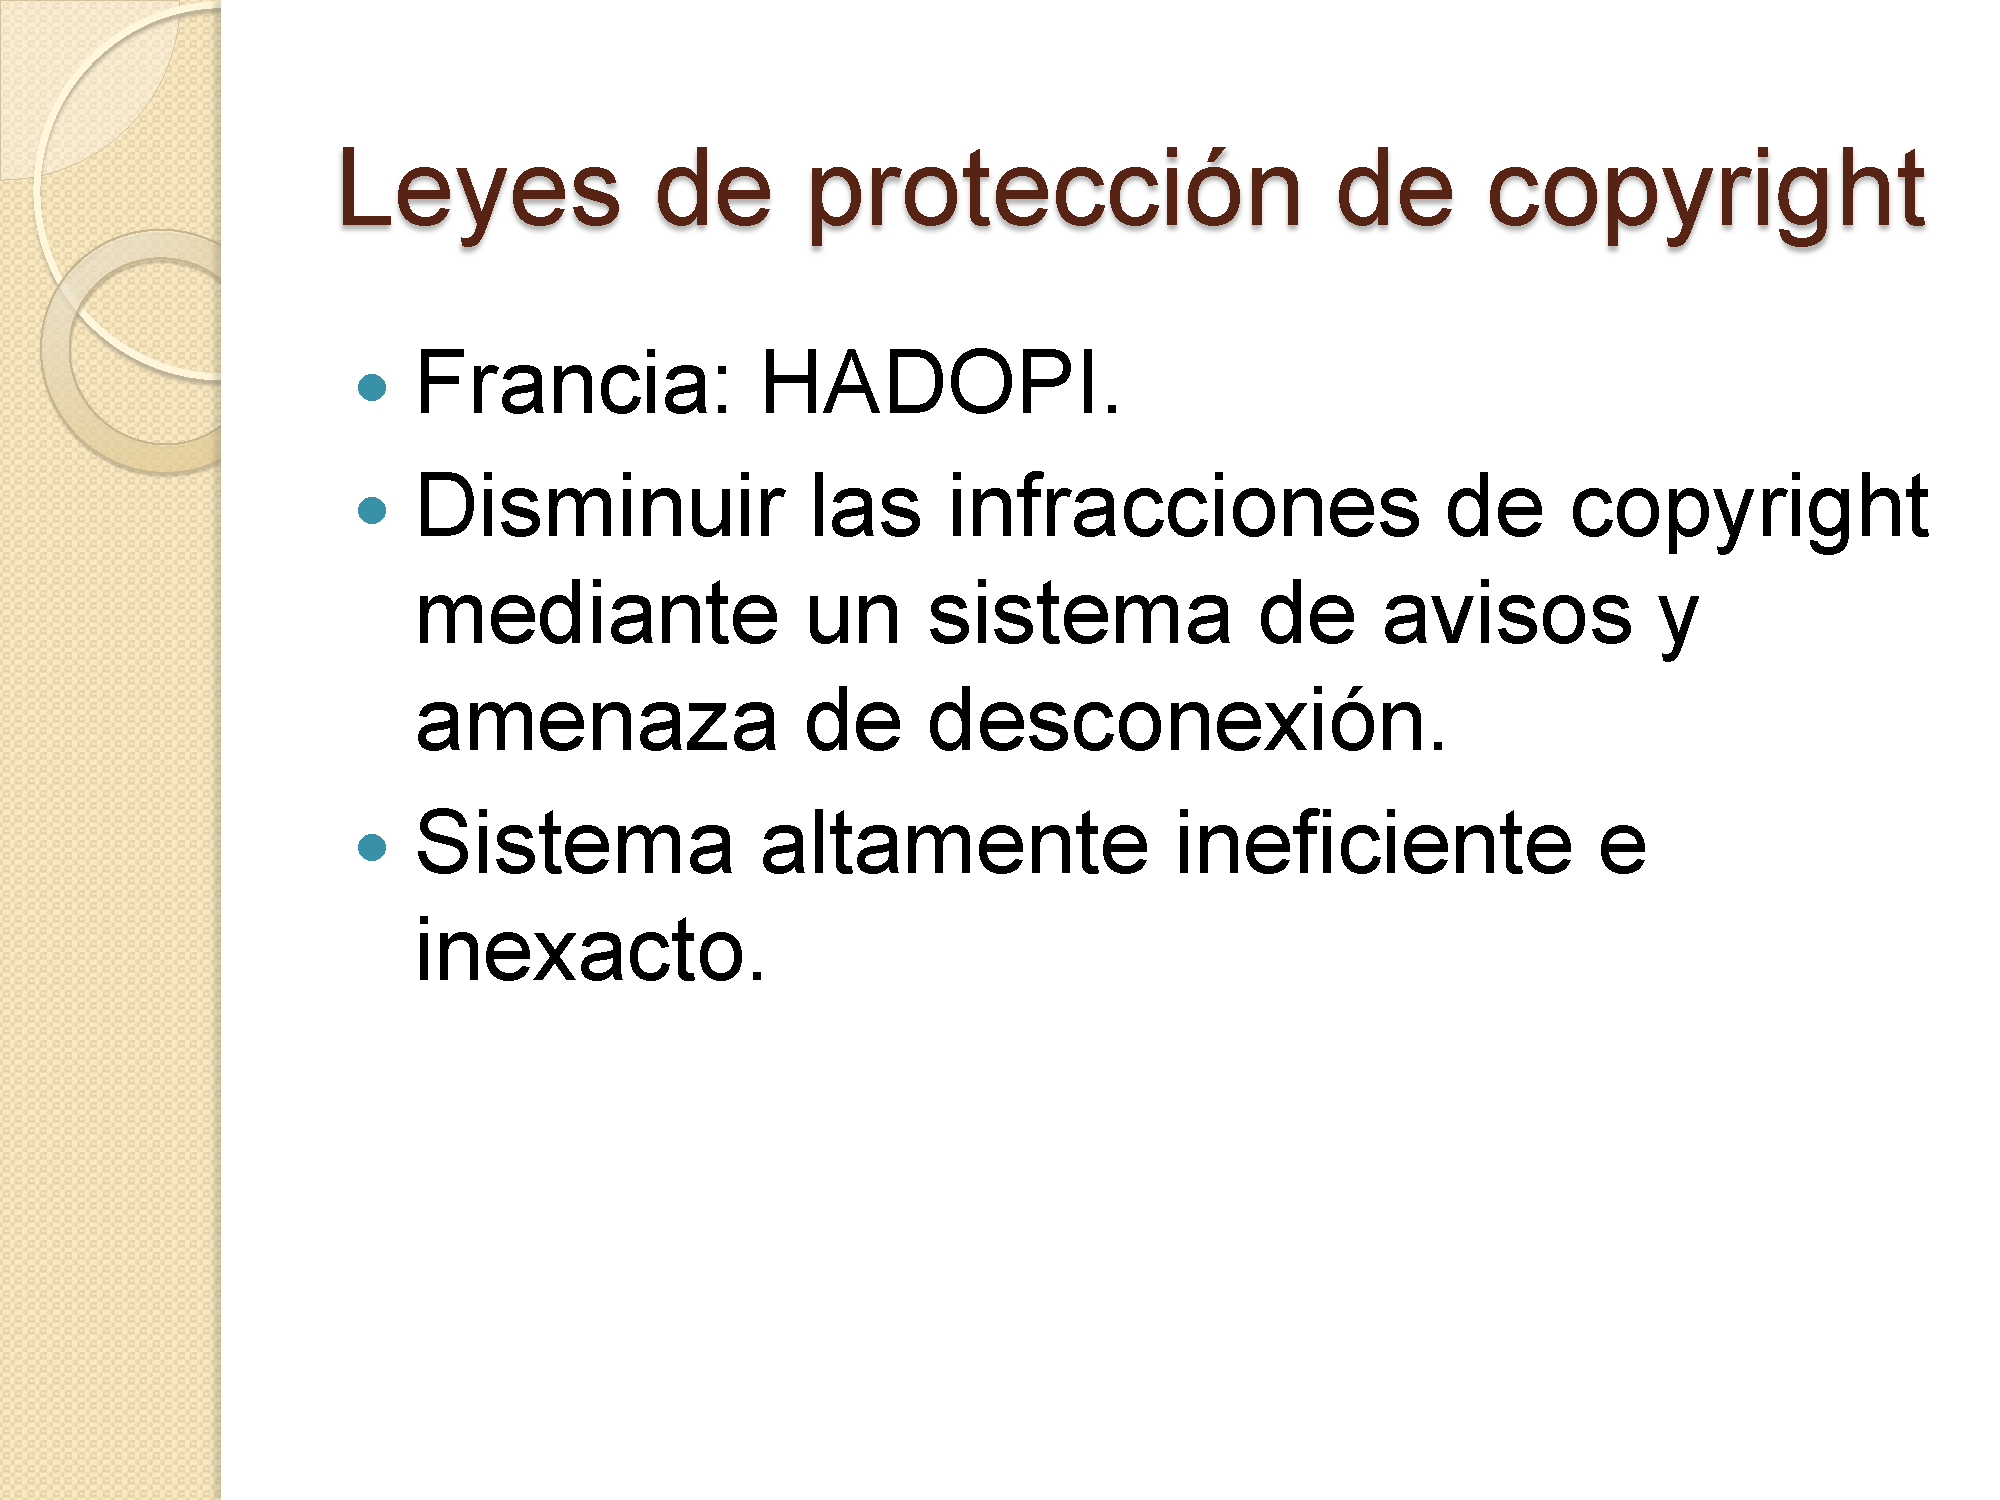 Leyes de protección de copyright
• Francia: HADOPI.
• Disminuir las infracciones de copyright
mediante un sistema de avisos y
amenaza de desconexión.
• Sistema altamente ineficiente e
inexacto.